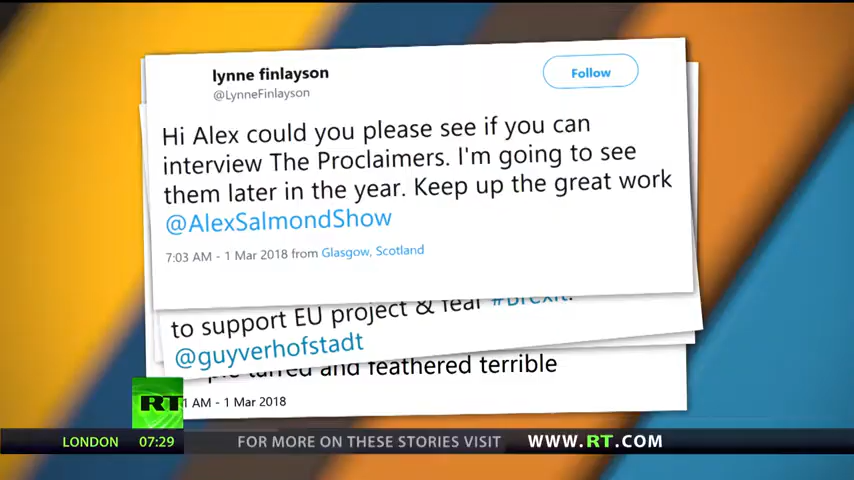 lynne finlayson
@LynneFinlayson
Follow
Hi Alex could you please see if you can
interview The Proclaimers. I'm going to see
them later in the year. Keep up the great work
@AlexSalmondShow
7:03 AM - 1 Mar 2018 from Glasgow, Scotland
to support EU project & fear #Brexit.
@guyverhofstadt
tarred and feathered terrible
1 AM - 1 Mar 2018
RT
LONDON 07:29 FOR MORE ON THESE STORIES VISIT WWW.RT.COM